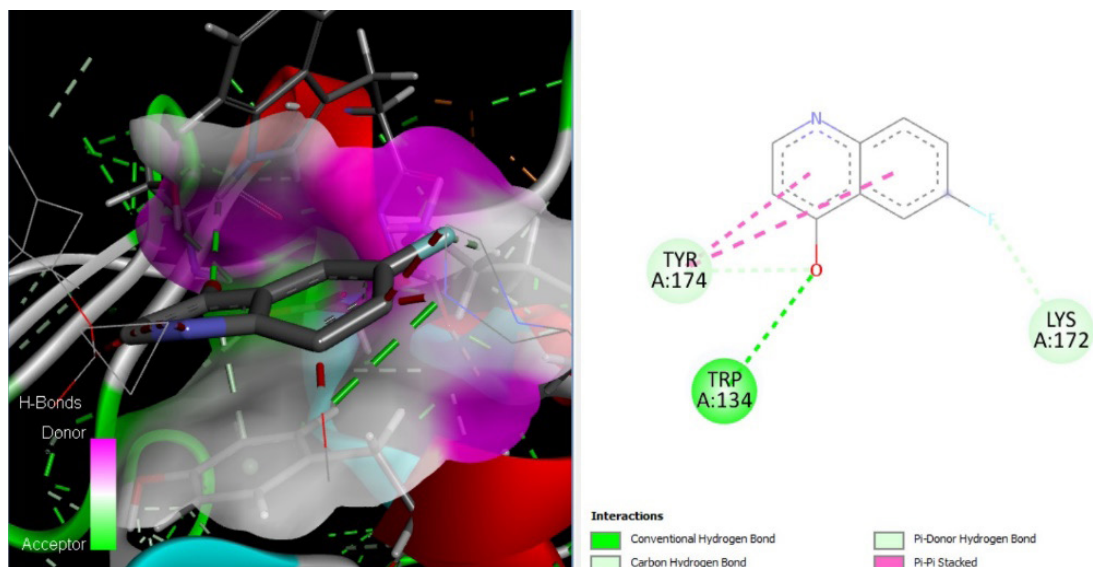 H-Bonds
Donor
Acceptor
N
F
O
TYR
A:174
LYS
A:172
TRP
A:134
Interactions
Conventional Hydrogen Bond
Carbon Hydrogen Bond
Pi-Donor Hydrogen Bond
Pi-Pi Stacked